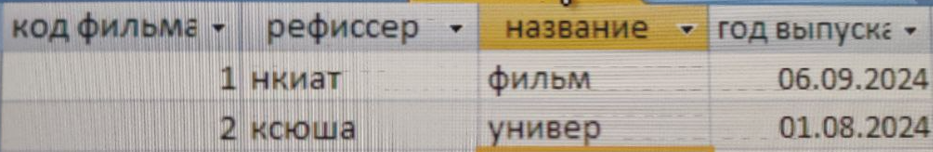 код фильма рефиссер название год выпуска
1 нкиат фильм 06.09.2024
2 ксюша универ 01.08.2024